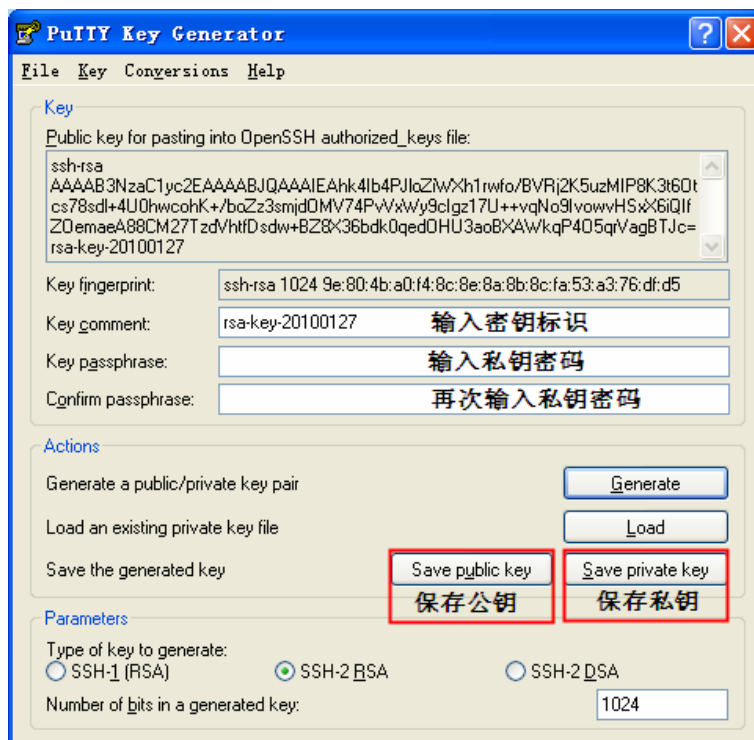 PuTTY Key Generator
File Key Conversions Help
Key
Public key for pasting into OpenSSH authorized_keys file:
ssh-rsa
AAAAB3NzaC1yc2EAAAABJQAAAIEAhk4Ib4PJloZiWXh1rwfo/BVRj2K5uzMIP8K3t6Ot
cs78sdl+4U0hwcohK+/boZz3smjdOMV74PvVxWy9cIgz17U++vqNo9IvowvHSxX6iQIf
ZOemaeA88CM27TzdVhtfDsdw+BZ8X36bdk0qedOHU3aoBXAWkqP4O5qrVagBTJc=
rsa-key-20100127
Key fingerprint: ssh-rsa 1024 9e:80:4b:a0:f4:8c:8e:8a:8b:8c:fa:53:a3:76:df:d5
Key comment: rsa-key-20100127 输入密钥标识
Key passphrase: 输入私钥密码
Confirm passphrase: 再次输入私钥密码
Actions
Generate a public/private key pair Generate
Load an existing private key file Load
Save the generated key Save public key Save private key
保存公钥 保存私钥
Parameters
Type of key to generate:
SSH-1 (RSA) SSH-2 RSA SSH-2 DSA
Number of bits in a generated key: 1024